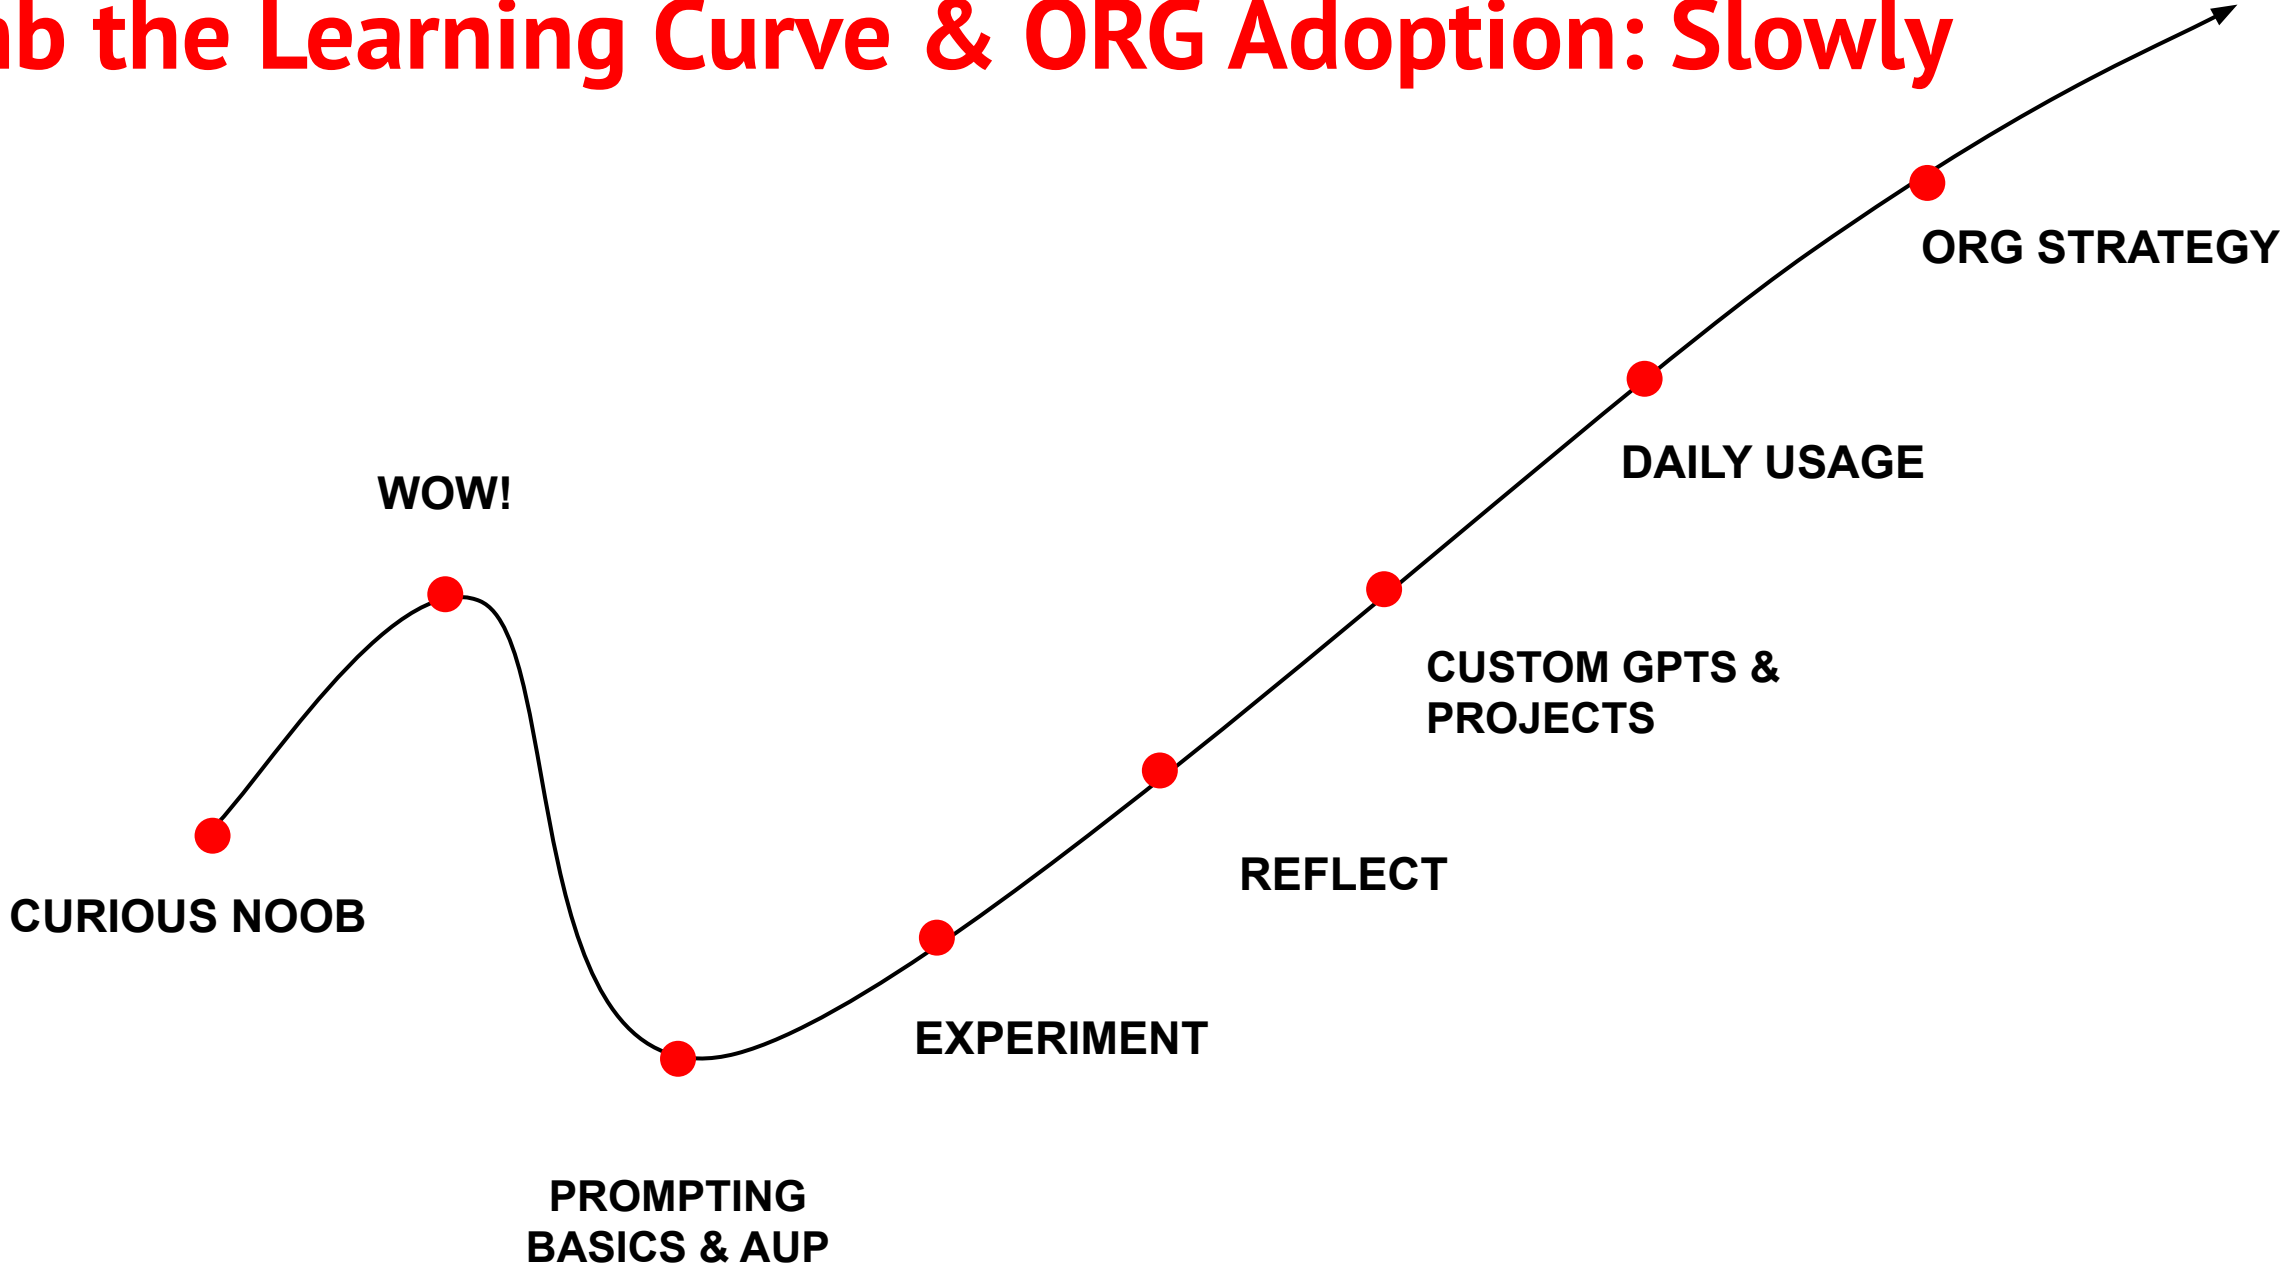 the Learning Curve & ORG Adoption: Slowly
ORG STRATEGY
DAILY USAGE
WOW!
CUSTOM GPTS &
PROJECTS
REFLECT
CURIOUS NOOB
EXPERIMENT
PROMPTING
BASICS & AUP